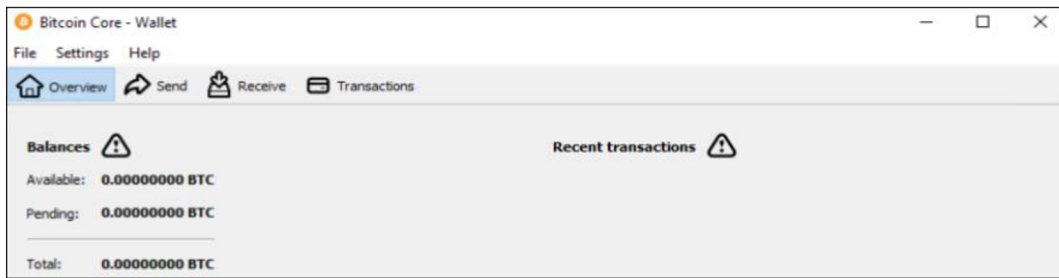 Bitcoin Core - Wallet
File Settings Help
Overview Send Receive Transactions
Balances Recent transactions
Available: 0.00000000 BTC
Pending: 0.00000000 BTC
Total: 0.00000000 BTC